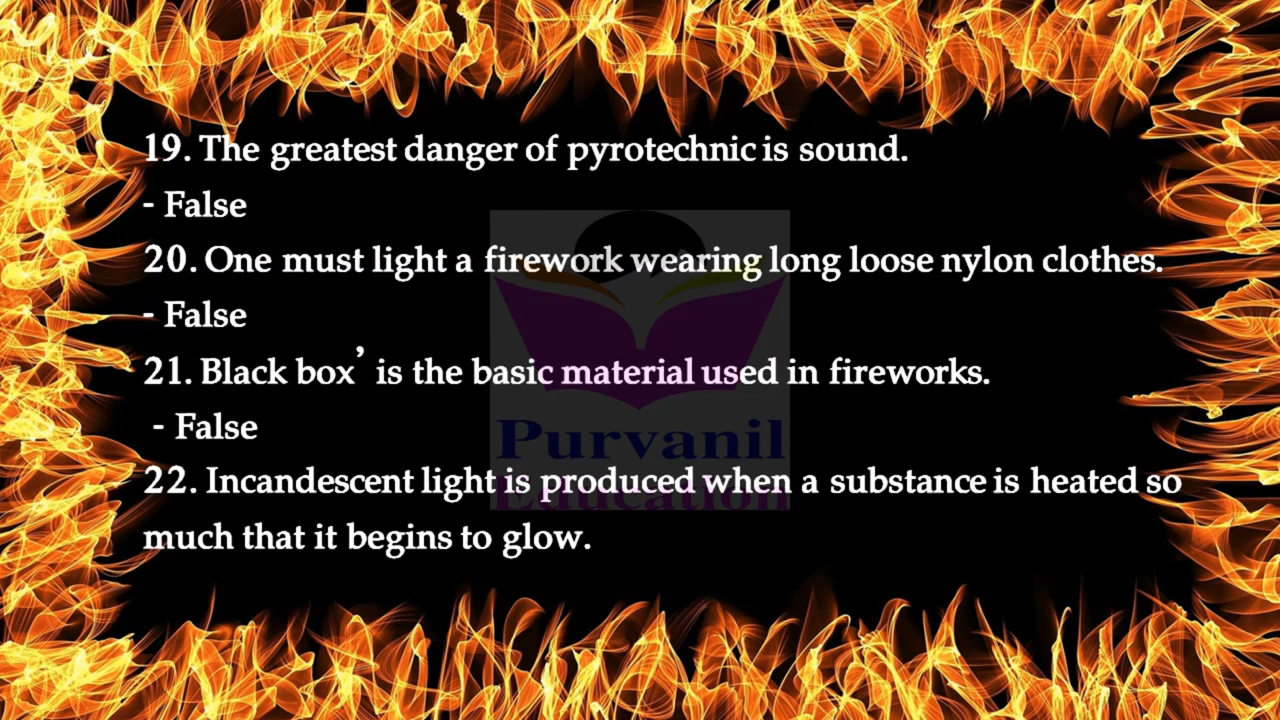 19. The greatest danger of pyrotechnic is sound.
- False
20. One must light a firework wearing long loose nylon clothes.
- False
21. Black box’ is the basic material used in fireworks.
- False
22. Incandescent light is produced when a substance is heated so
much that it begins to glow.
Purvanil
Education